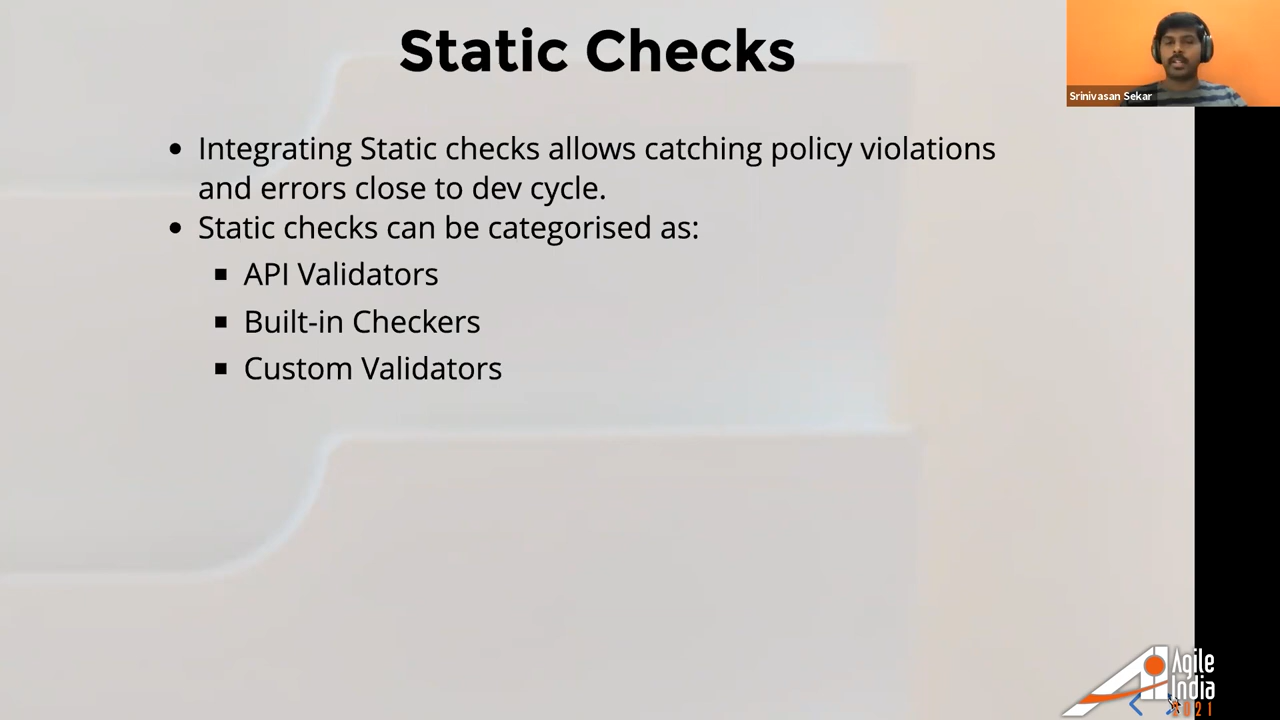 Static Checks
Srinivasan Sekar
• Integrating Static checks allows catching policy violations
and errors close to dev cycle.
• Static checks can be categorised as:
▪ API Validators
▪ Built-in Checkers
▪ Custom Validators
Agile
India
2021